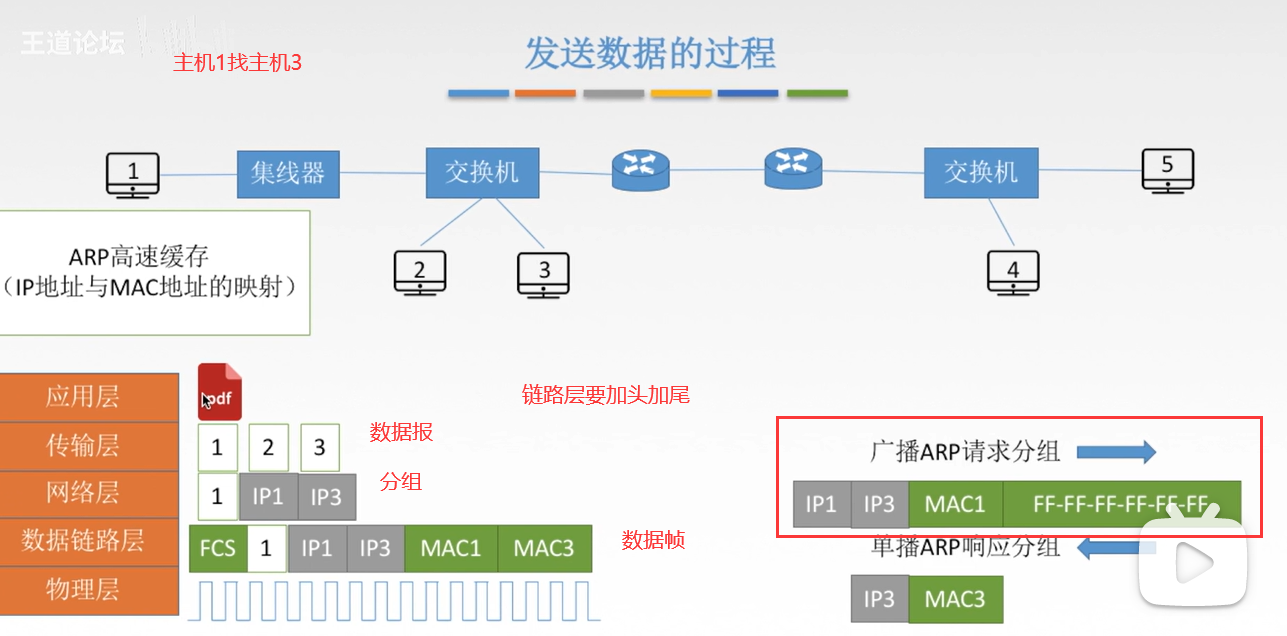 王道论坛
主机1找主机3
发送数据的过程
1
集线器
交换机
交换机
5
2
3
4
ARP高速缓存
（IP地址与MAC地址的映射）
应用层
pdf
链路层要加头加尾
传输层
1 2 3
数据报
网络层
1 IP1 IP3
分组
数据链路层
FCS 1 IP1 IP3 MAC1 MAC3
数据帧
物理层
广播ARP请求分组
IP1 IP3 MAC1 FF-FF-FF-FF-FF-FF
单播ARP响应分组
IP3 MAC3